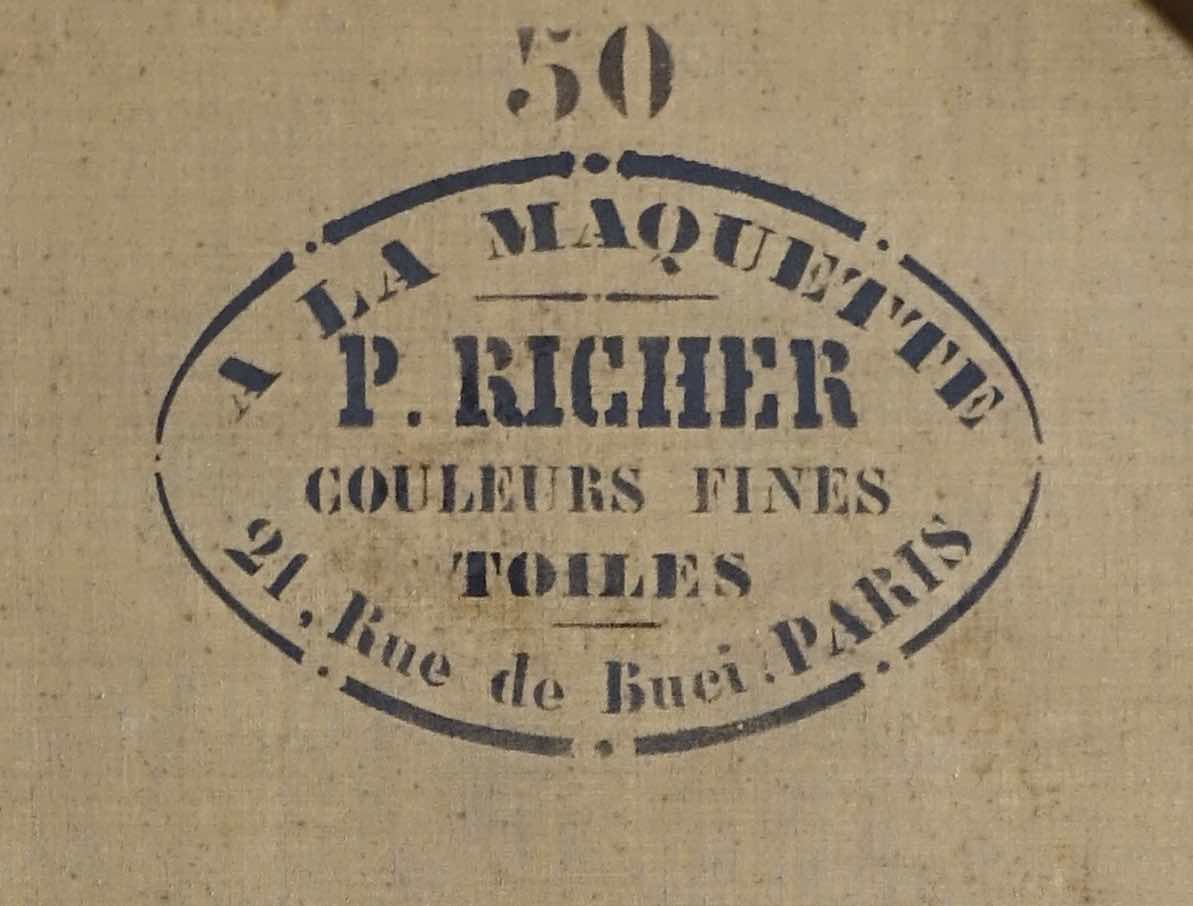 50
A LA MAQUETTE
P. RICHER
COULEURS FINES
TOILES
21, Rue de Buci. PARIS